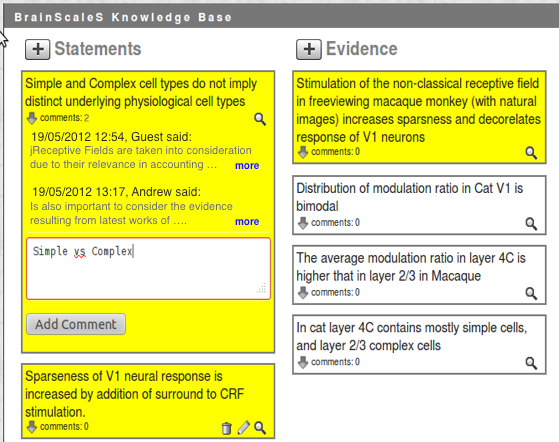 BrainScaleS Knowledge Base
+ Statements
Simple and Complex cell types do not imply
distinct underlying physiological cell types
comments: 2
19/05/2012 12:54, Guest said:
jReceptive Fields are taken into consideration
due to their relevance in accounting ... more
19/05/2012 13:17, Andrew said:
Is also important to consider the evidence
resulting from latest works of .... more
Simple vs Complex
Add Comment
Sparseness of V1 neural response is
increased by addition of surround to CRF
stimulation.
comments: 0
+ Evidence
Stimulation of the non-classical receptive field
in freeviewing macaque monkey (with natural
images) increases sparsness and decorelates
response of V1 neurons
comments: 0
Distribution of modulation ratio in Cat V1 is
bimodal
comments: 0
The average modulation ratio in layer 4C is
higher that in layer 2/3 in Macaque
comments: 0
In cat layer 4C contains mostly simple cells,
and layer 2/3 complex cells
comments: 0